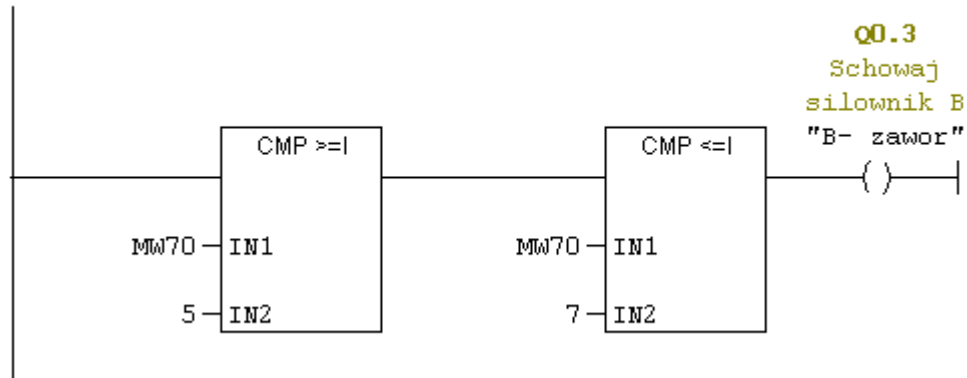 Q0.3
Schowaj
silownik B
"B- zawor"
CMP >=I
CMP <=I
MW70
IN1
MW70
IN1
5
IN2
7
IN2